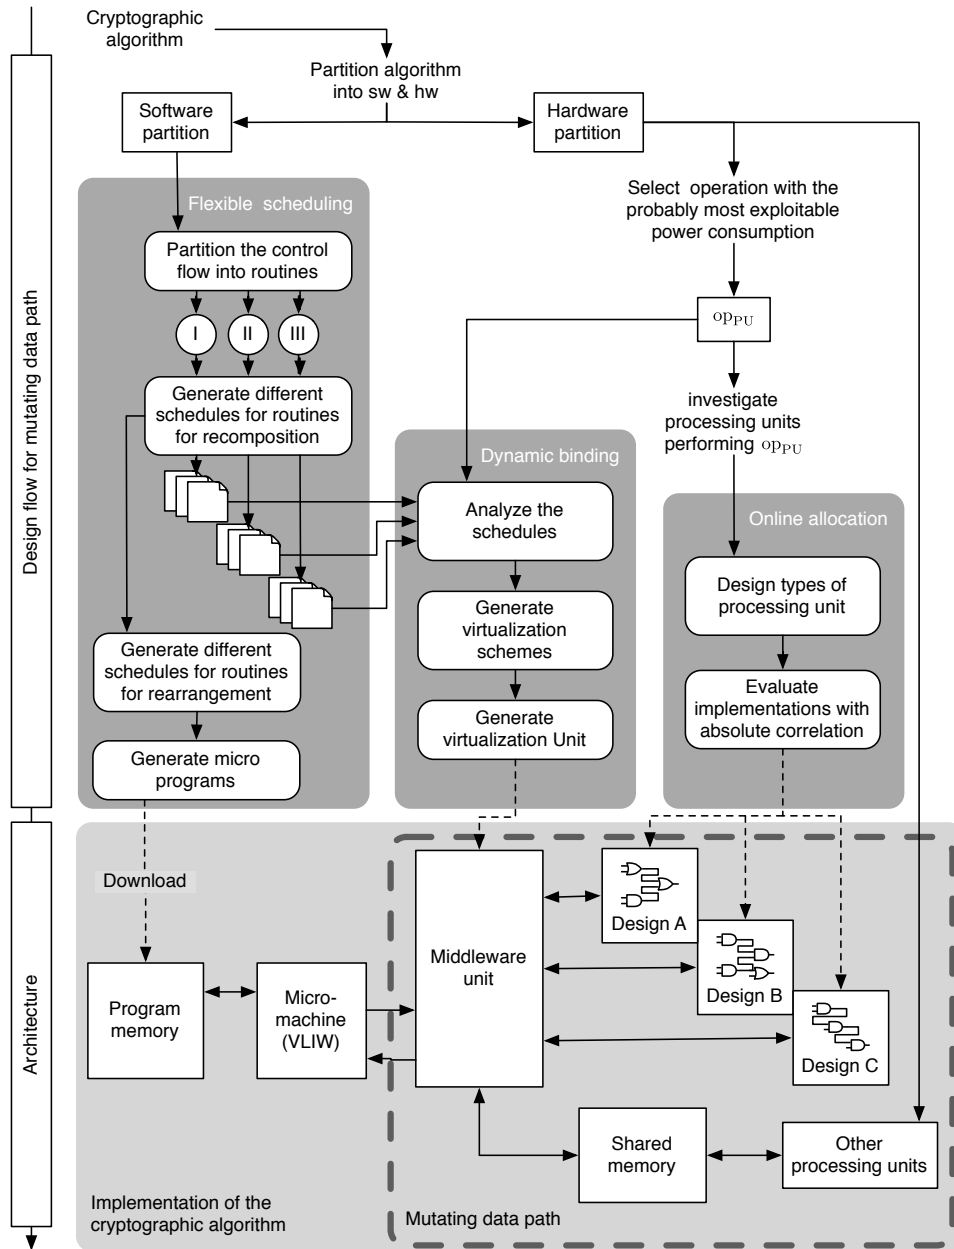 Cryptographic
algorithm
Partition algorithm
into sw & hw
Software
partition
Hardware
partition
Flexible scheduling
Select operation with the
probably most exploitable
power consumption
Partition the control
flow into routines
I
II
III
op_PU
Generate different
schedules for routines
for recomposition
investigate
processing units
performing op_PU
Dynamic binding
Analyze the
schedules
Online allocation
Design types of
processing unit
Generate
virtualization
schemes
Generate different
schedules for routines
for rearrangement
Evaluate
implementations with
absolute correlation
Generate
virtualization Unit
Generate micro
programs
Design flow for mutating data path
Architecture
Download
Program
memory
Micro-
machine
(VLIW)
Middleware
unit
Design A
Design B
Design C
Shared
memory
Other
processing units
Implementation of the
cryptographic algorithm
Mutating data path